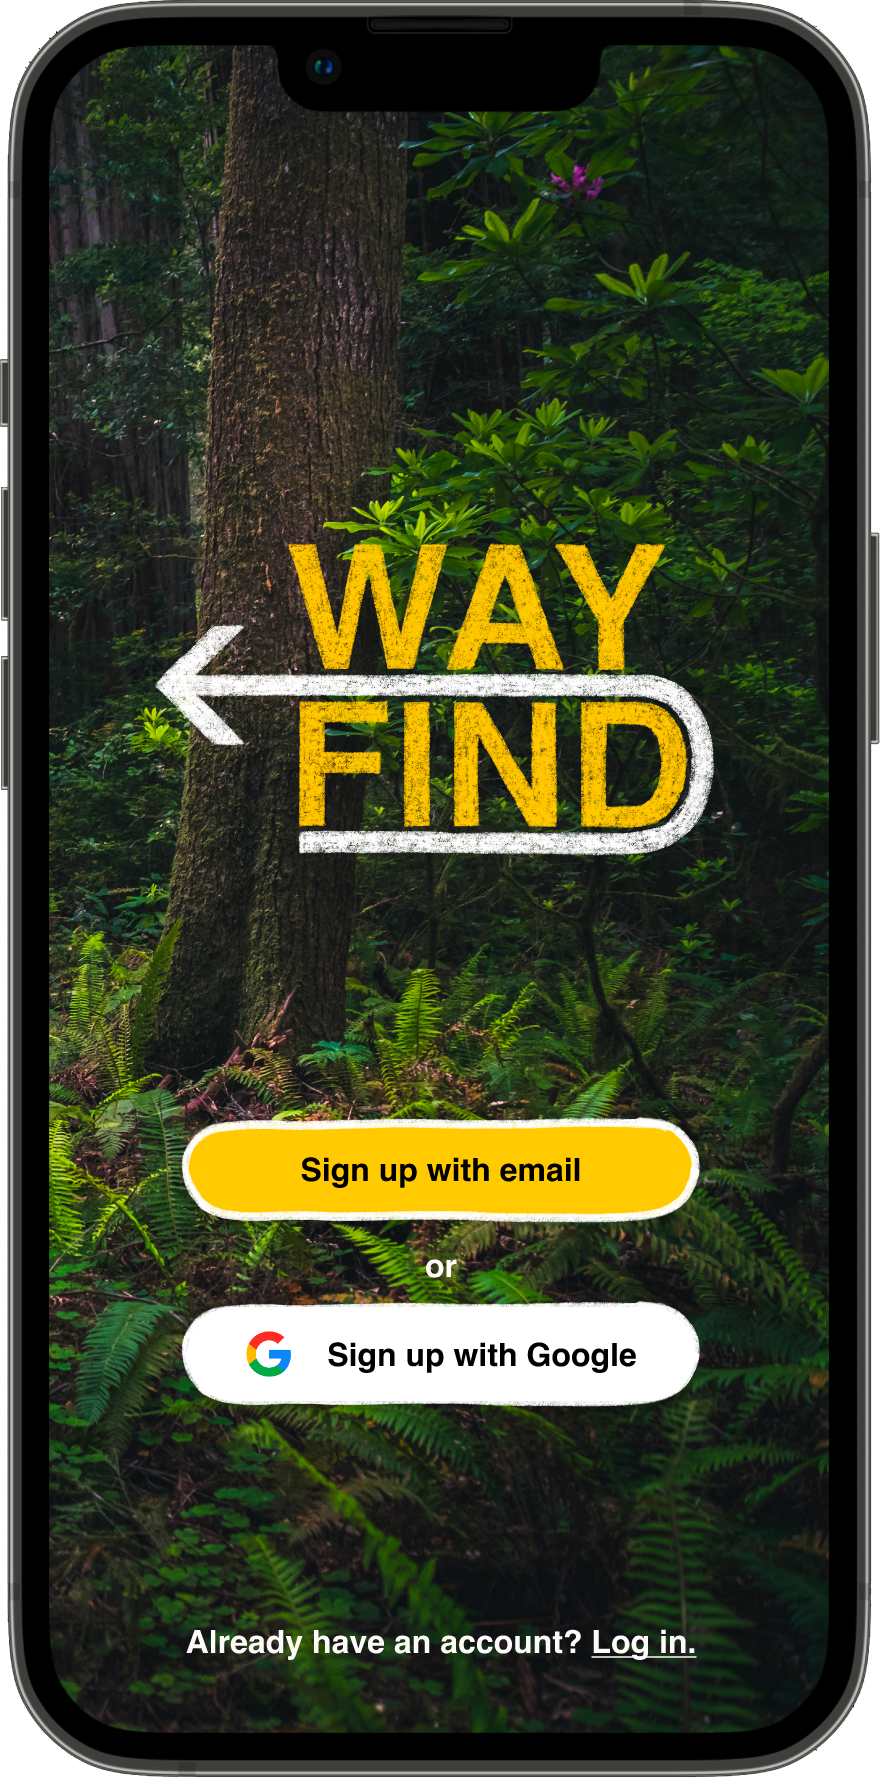 WAY
FIND
Sign up with email
or
Sign up with Google
Already have an account? Log in.